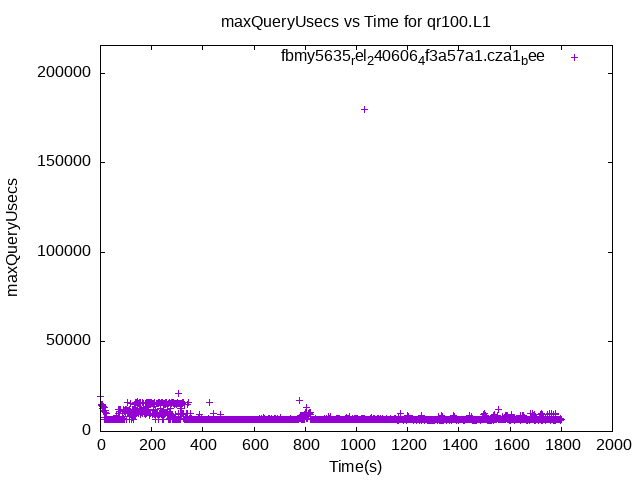 maxQueryUsecs vs Time for qr100.L1
fbmy5635rel2406064f3a57a1.cza1bee
200000
150000
100000
50000
0
maxQueryUsecs
0 200 400 600 800 1000 1200 1400 1600 1800 2000
Time(s)